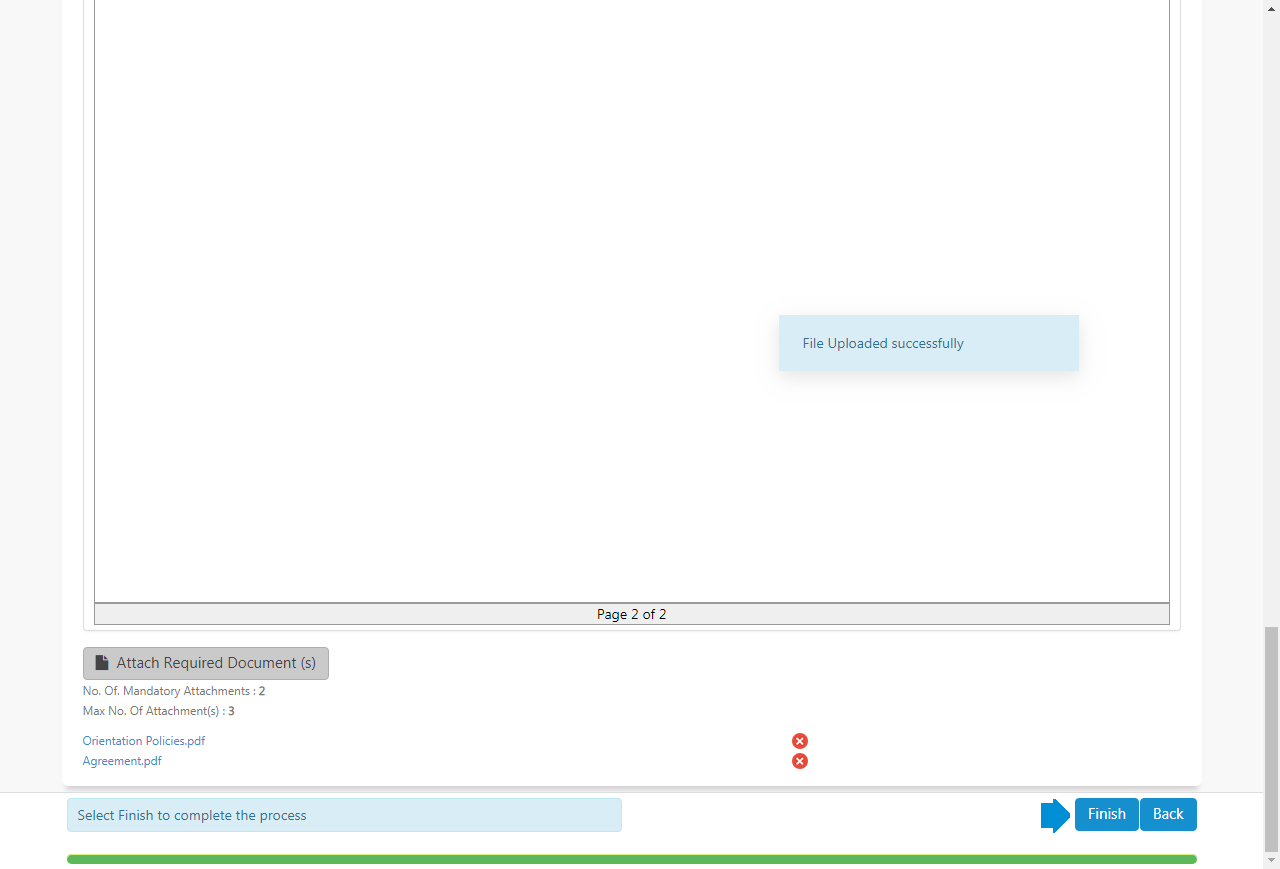 File Uploaded successfully
Page 2 of 2
Attach Required Document (s)
No. Of. Mandatory Attachments : 2
Max No. Of Attachment(s) : 3
Orientation Policies.pdf
Agreement.pdf
Select Finish to complete the process
Finish
Back